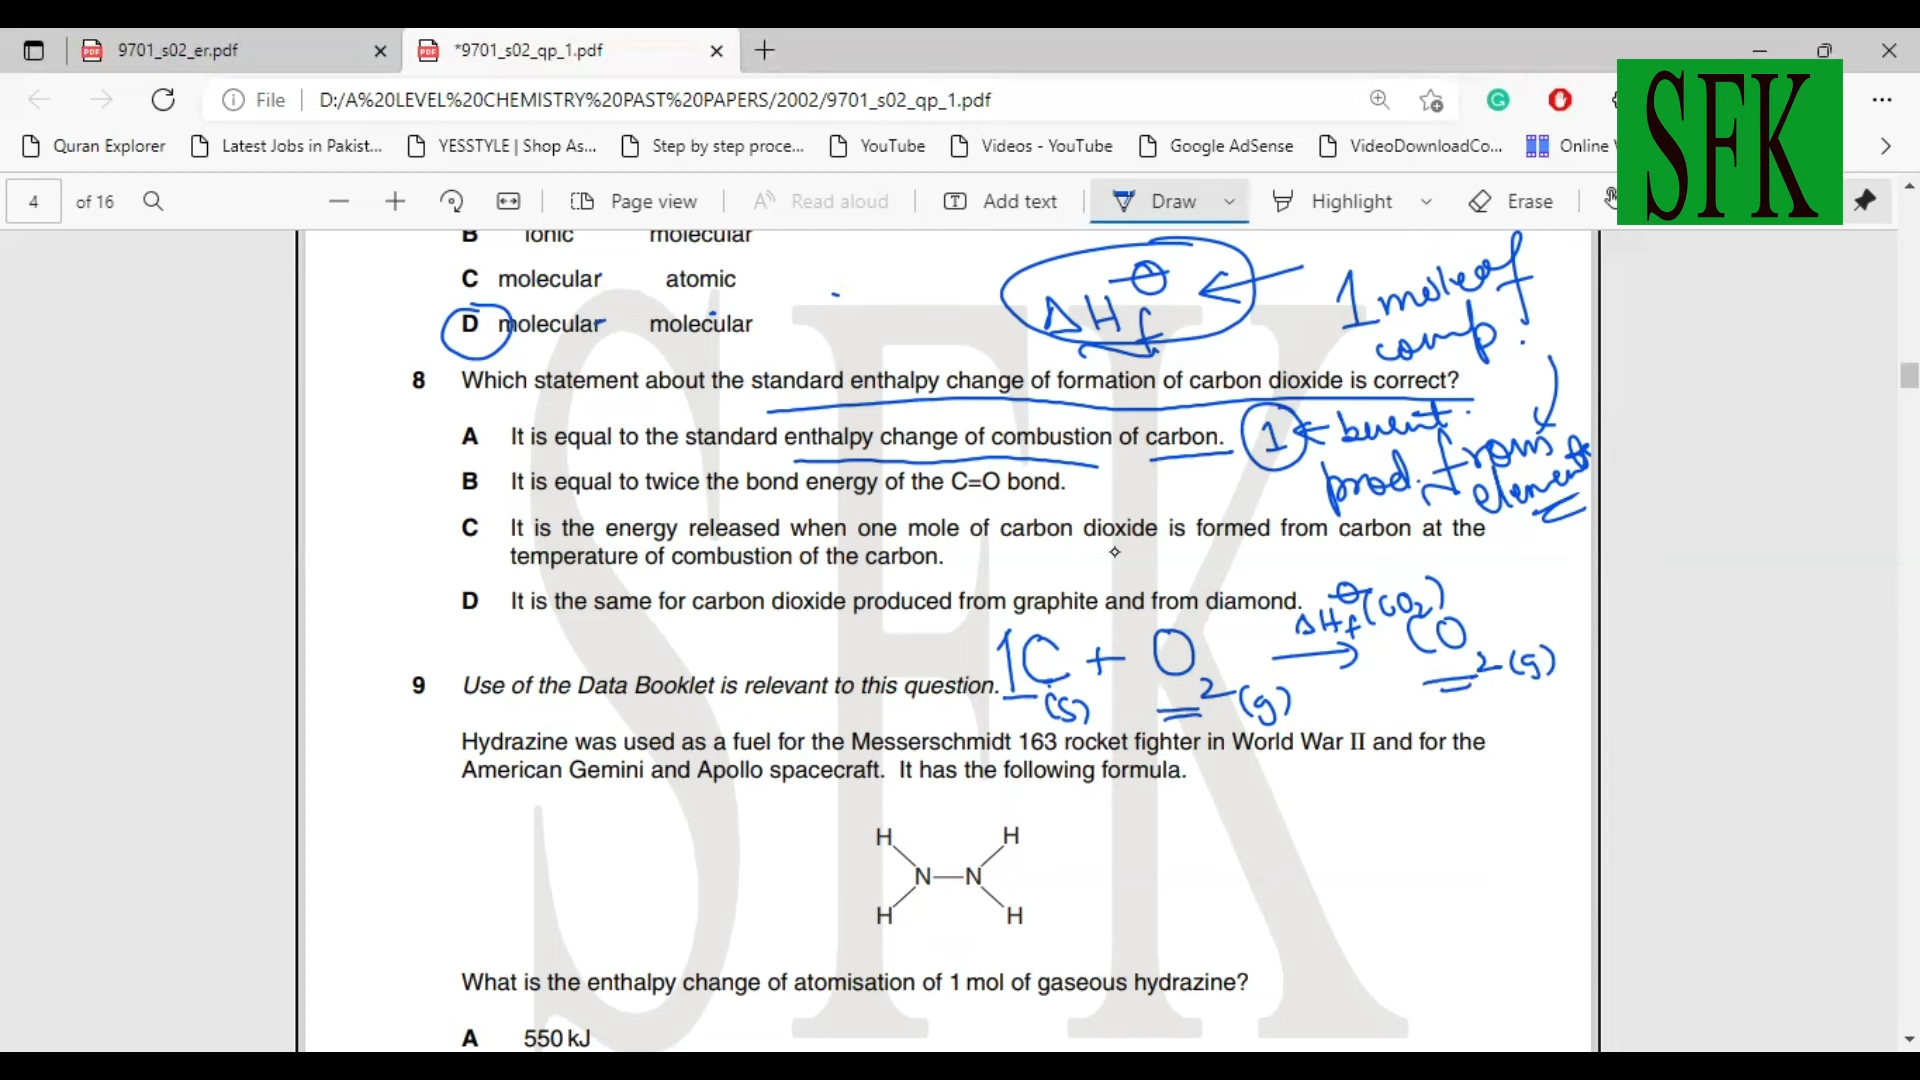 9701_s02_er.pdf
*9701_s02_qp_1.pdf
File
D:/A%20LEVEL%20CHEMISTRY%20PAST%20PAPERS/2002/9701_s02_qp_1.pdf
Quran Explorer
Latest Jobs in Pakist...
YESSTYLE | Shop As...
Step by step proce...
YouTube
Videos - YouTube
Google AdSense
VideoDownloadCo...
Online
SFK
4 of 16
Page view
Read aloud
Add text
Draw
Highlight
Erase
B ionic molecular
C molecular atomic
D molecular molecular
ΔHf⦵
1 mole of
comp.
8 Which statement about the standard enthalpy change of formation of carbon dioxide is correct?
A It is equal to the standard enthalpy change of combustion of carbon.
1 ← burnt
prod. from
elements
B It is equal to twice the bond energy of the C=O bond.
C It is the energy released when one mole of carbon dioxide is formed from carbon at the
temperature of combustion of the carbon.
D It is the same for carbon dioxide produced from graphite and from diamond.
ΔHf⦵(CO2)
1C(s) + O2(g) → CO2(g)
9 Use of the Data Booklet is relevant to this question.
Hydrazine was used as a fuel for the Messerschmidt 163 rocket fighter in World War II and for the
American Gemini and Apollo spacecraft. It has the following formula.
H H
N—N
H H
What is the enthalpy change of atomisation of 1 mol of gaseous hydrazine?
A 550 kJ
SFK